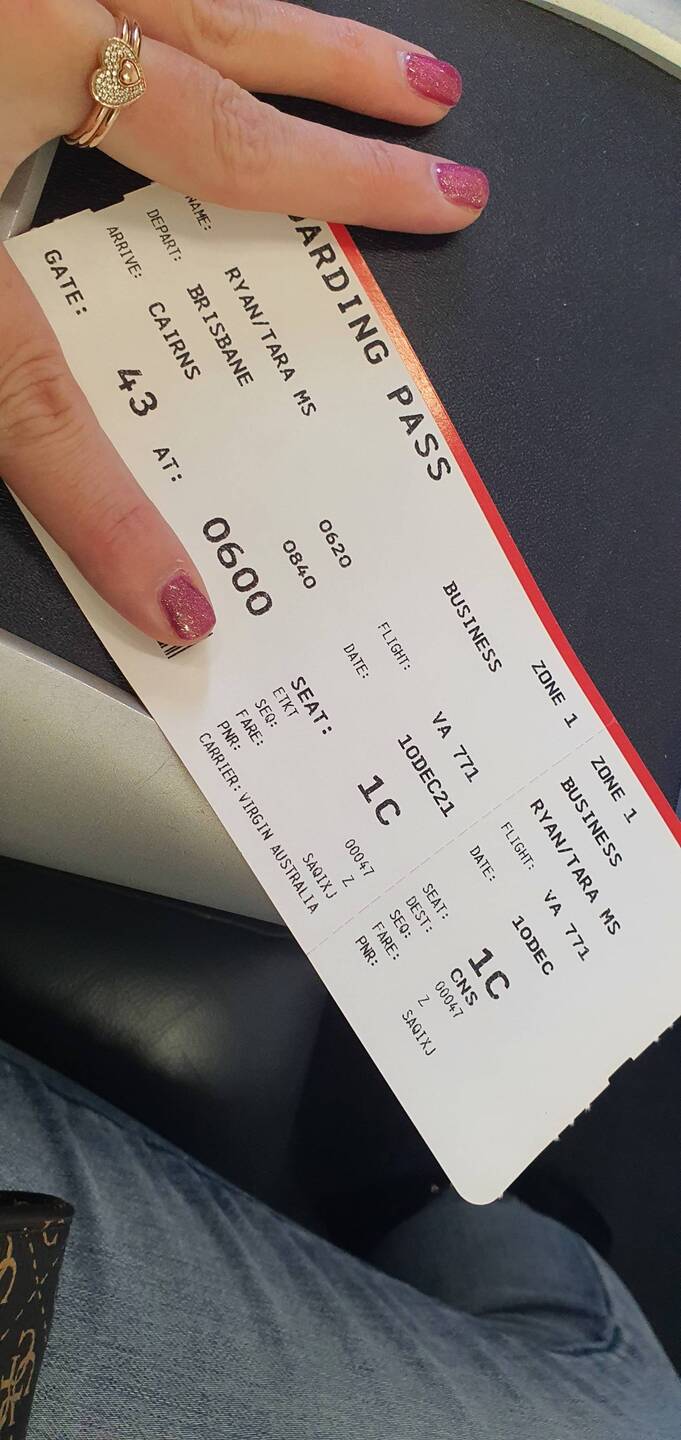 ARDING PASS
NAME: RYAN/TARA MS
DEPART: BRISBANE 0620
ARRIVE: CAIRNS 0840
GATE: 43 AT: 0600
BUSINESS ZONE 1
FLIGHT: VA 771
DATE: 10DEC21
SEAT: 1C
ETKT
SEQ: 00047
FARE: Z
PNR: SAQIXJ
CARRIER: VIRGIN AUSTRALIA
ZONE 1
BUSINESS
RYAN/TARA MS
FLIGHT: VA 771
DATE: 10DEC
SEAT: 1C
DEST: CNS
SEQ: 00047
FARE: Z
PNR: SAQIXJ